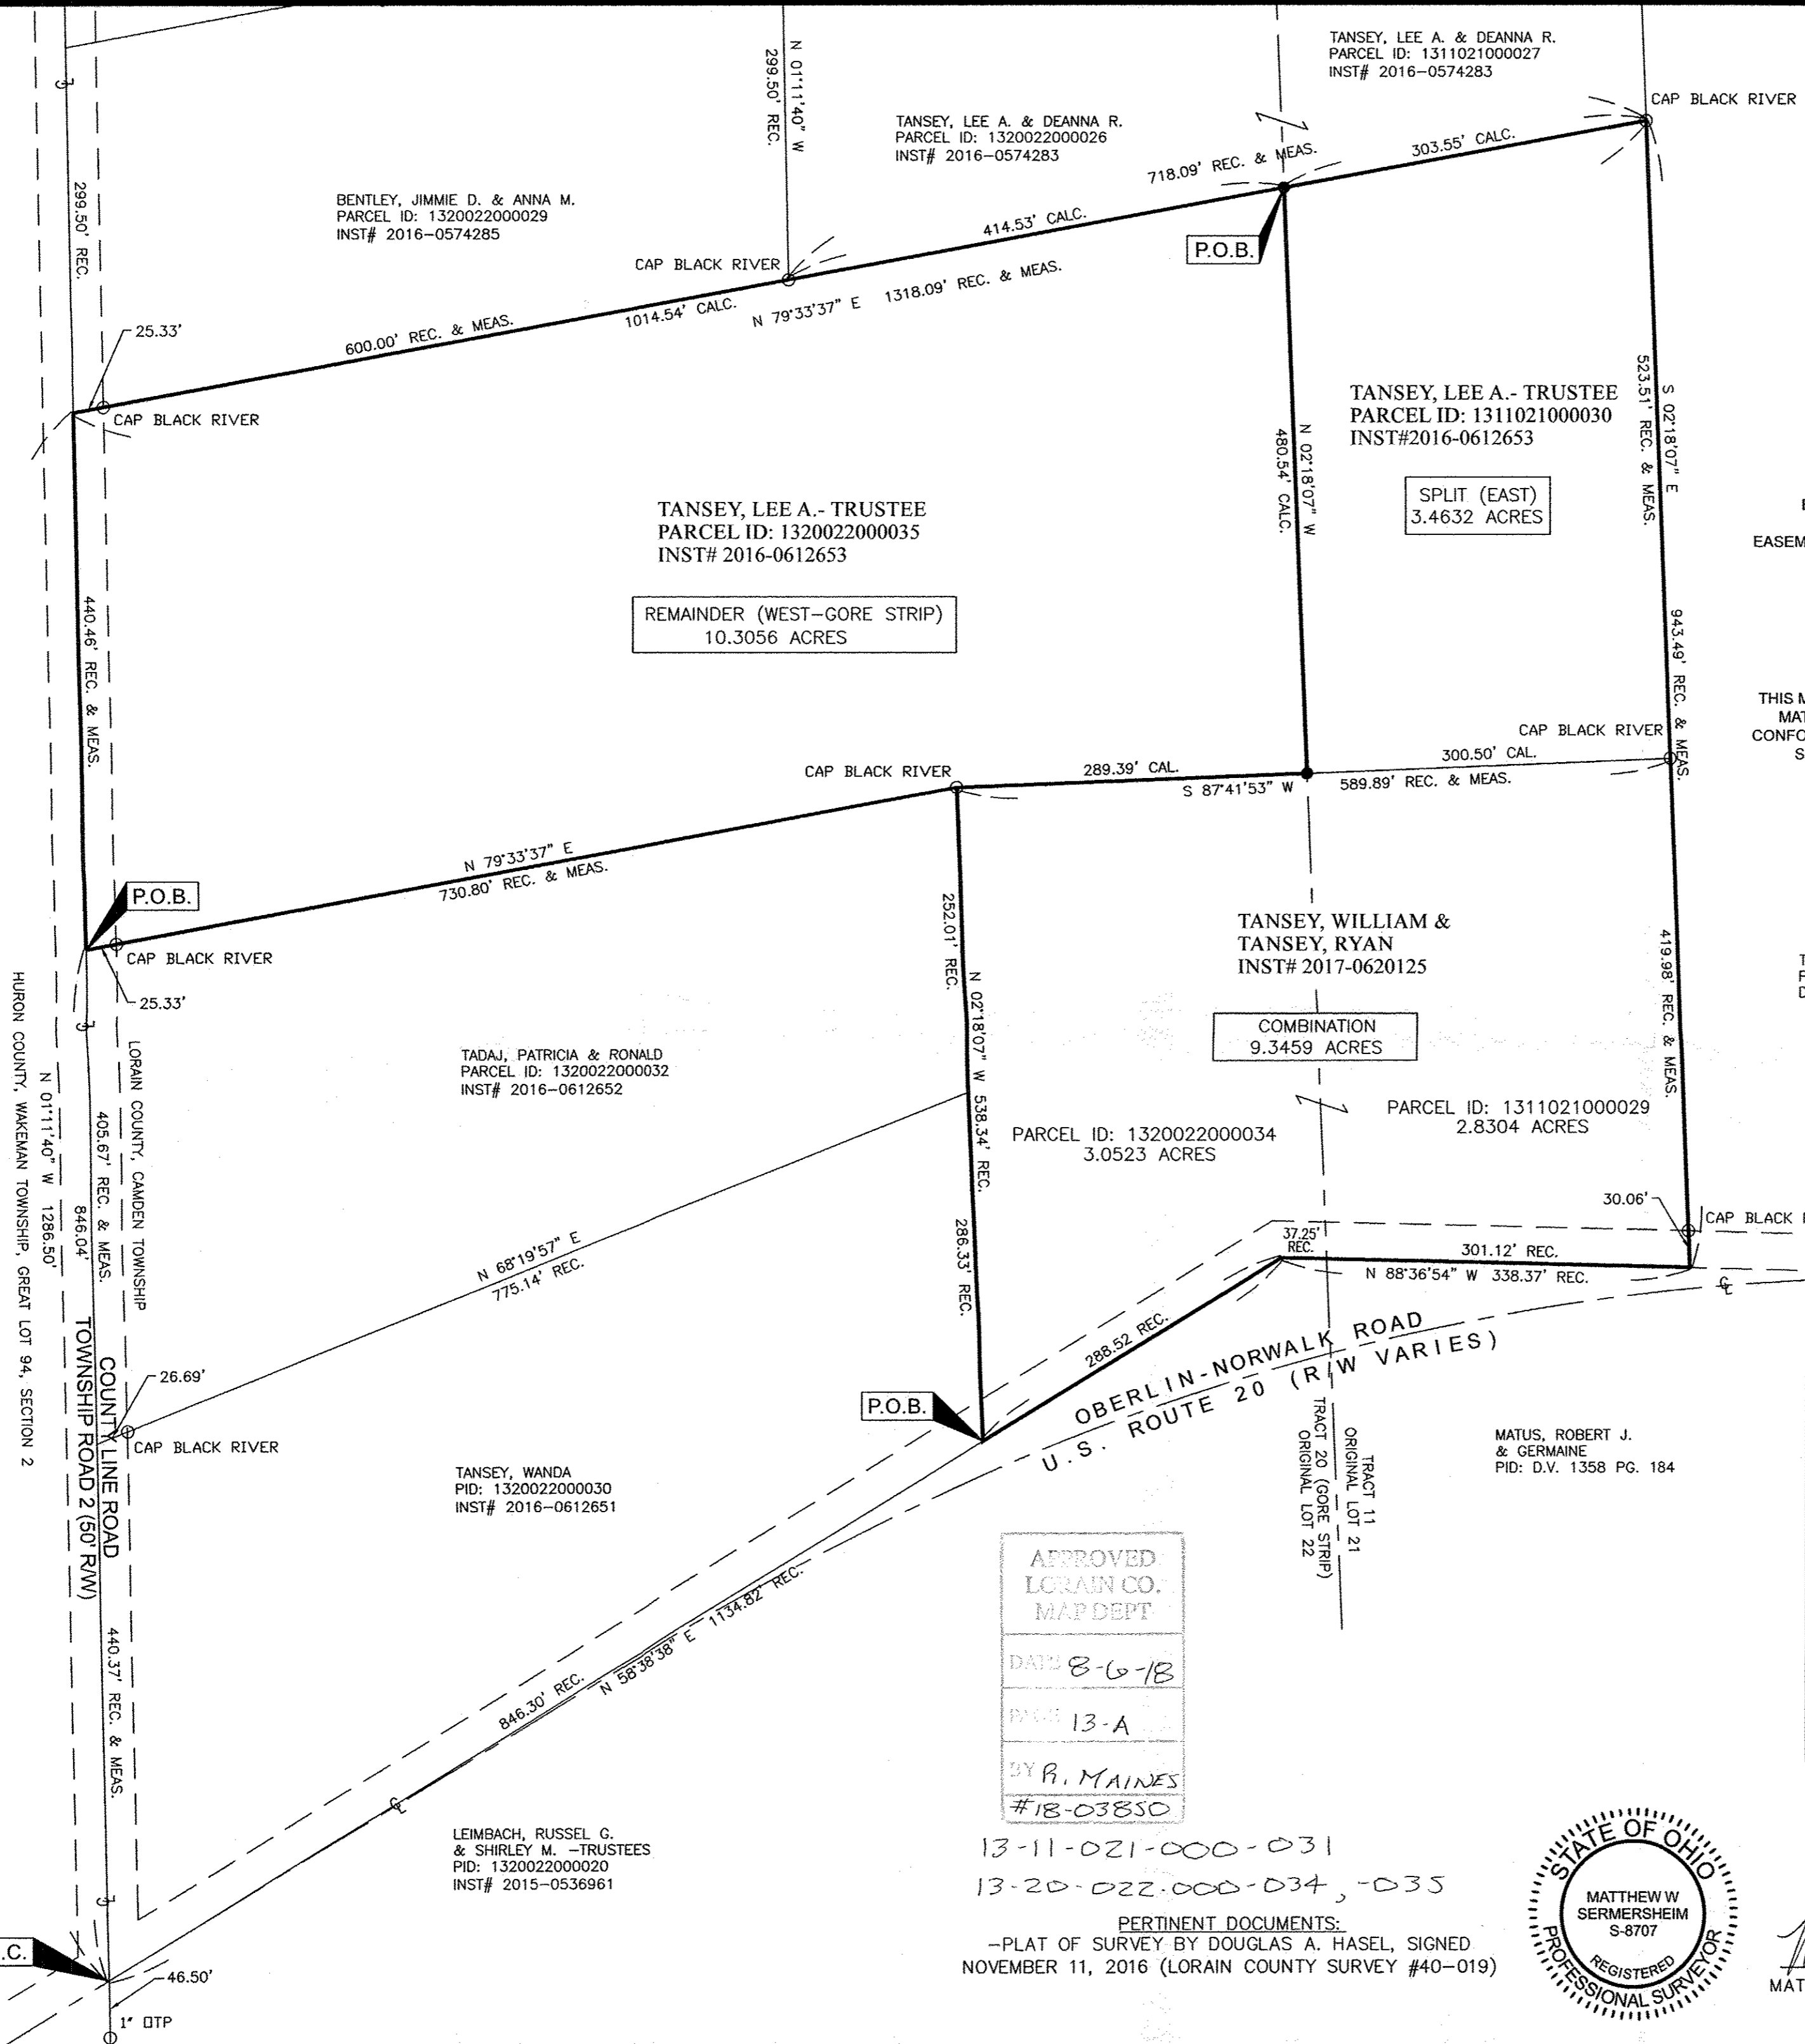 TANSEY, LEE A. & DEANNA R.
PARCEL ID: 1311021000027
INST# 2016-0574283
CAP BLACK RIVER
N 01°11'40" W
299.50' REC.
TANSEY, LEE A. & DEANNA R.
PARCEL ID: 1320022000026
INST# 2016-0574283
718.09' REC. & MEAS.
303.55' CALC.
299.50' REC.
BENTLEY, JIMMIE D. & ANNA M.
PARCEL ID: 1320022000029
INST# 2016-0574285
414.53' CALC.
P.O.B.
CAP BLACK RIVER
1014.54' CALC.
N 79°33'37" E 1318.09' REC. & MEAS.
600.00' REC. & MEAS.
25.33'
CAP BLACK RIVER
TANSEY, LEE A.- TRUSTEE
PARCEL ID: 1311021000030
INST#2016-0612653
SPLIT (EAST)
3.4632 ACRES
N 02°18'07" W
480.54' CALC.
S 02°18'07" E
523.51' REC. & MEAS.
943.49' REC. & MEAS.
EASEM
TANSEY, LEE A.- TRUSTEE
PARCEL ID: 1320022000035
INST# 2016-0612653
REMAINDER (WEST-GORE STRIP)
10.3056 ACRES
440.46' REC. & MEAS.
THIS M
MAT
CONFO
S
CAP BLACK RIVER
300.50' CAL.
589.89' REC. & MEAS.
CAP BLACK RIVER
289.39' CAL.
S 87°41'53" W
N 79°33'37" E
730.80' REC. & MEAS.
P.O.B.
CAP BLACK RIVER
25.33'
252.01' REC.
N 02°18'07" W 538.34' REC.
286.33' REC.
TANSEY, WILLIAM &
TANSEY, RYAN
INST# 2017-0620125
COMBINATION
9.3459 ACRES
419.98' REC. & MEAS.
PARCEL ID: 1311021000029
2.8304 ACRES
PARCEL ID: 1320022000034
3.0523 ACRES
TADAJ, PATRICIA & RONALD
PARCEL ID: 1320022000032
INST# 2016-0612652
HURON COUNTY, WAKEMAN TOWNSHIP, GREAT LOT 94, SECTION 2
N 01°11'40" W 1286.50'
846.04'
405.67' REC. & MEAS.
LORAIN COUNTY, CAMDEN TOWNSHIP
30.06'
CAP BLACK
37.25'
REC.
301.12' REC.
N 88°36'54" W 338.37' REC.
N 68°19'57" E
775.14' REC.
288.52 REC.
OBERLIN-NORWALK ROAD
U.S. ROUTE 20 (R/W VARIES)
COUNTY LINE ROAD
TOWNSHIP ROAD 2 (50' R/W)
26.69'
CAP BLACK RIVER
P.O.B.
TRACT 11
ORIGINAL LOT 21
TRACT 20 (GORE STRIP)
ORIGINAL LOT 22
MATUS, ROBERT J.
& GERMAINE
PID: D.V. 1358 PG. 184
TANSEY, WANDA
PID: 1320022000030
INST# 2016-0612651
440.37' REC. & MEAS.
846.30' REC.
N 58°38'38" E 1134.82' REC.
APPROVED
LORAIN CO.
MAP DEPT
DATE 8-6-18
PAGE 13-A
BY R. MAINES
#18-03850
LEIMBACH, RUSSEL G.
& SHIRLEY M. -TRUSTEES
PID: 1320022000020
INST# 2015-0536961
13-11-021-000-031
13-20-022-000-034, -035
PERTINENT DOCUMENTS:
-PLAT OF SURVEY BY DOUGLAS A. HASEL, SIGNED
NOVEMBER 11, 2016 (LORAIN COUNTY SURVEY #40-019)
STATE OF OHIO
MATTHEW W
SERMERSHEIM
S-8707
REGISTERED
PROFESSIONAL SURVEYOR
MAT
.C.
46.50'
1" OTP